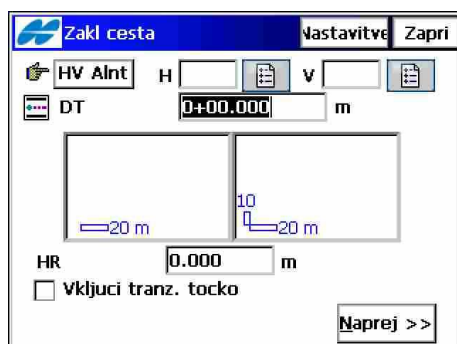 Zakl cesta Nastavitve Zapri
HV Alnt H V
DT 0+00.000 m
20 m 10 20 m
HR 0.000 m
Vkljuci tranz. tocko
Naprej >>